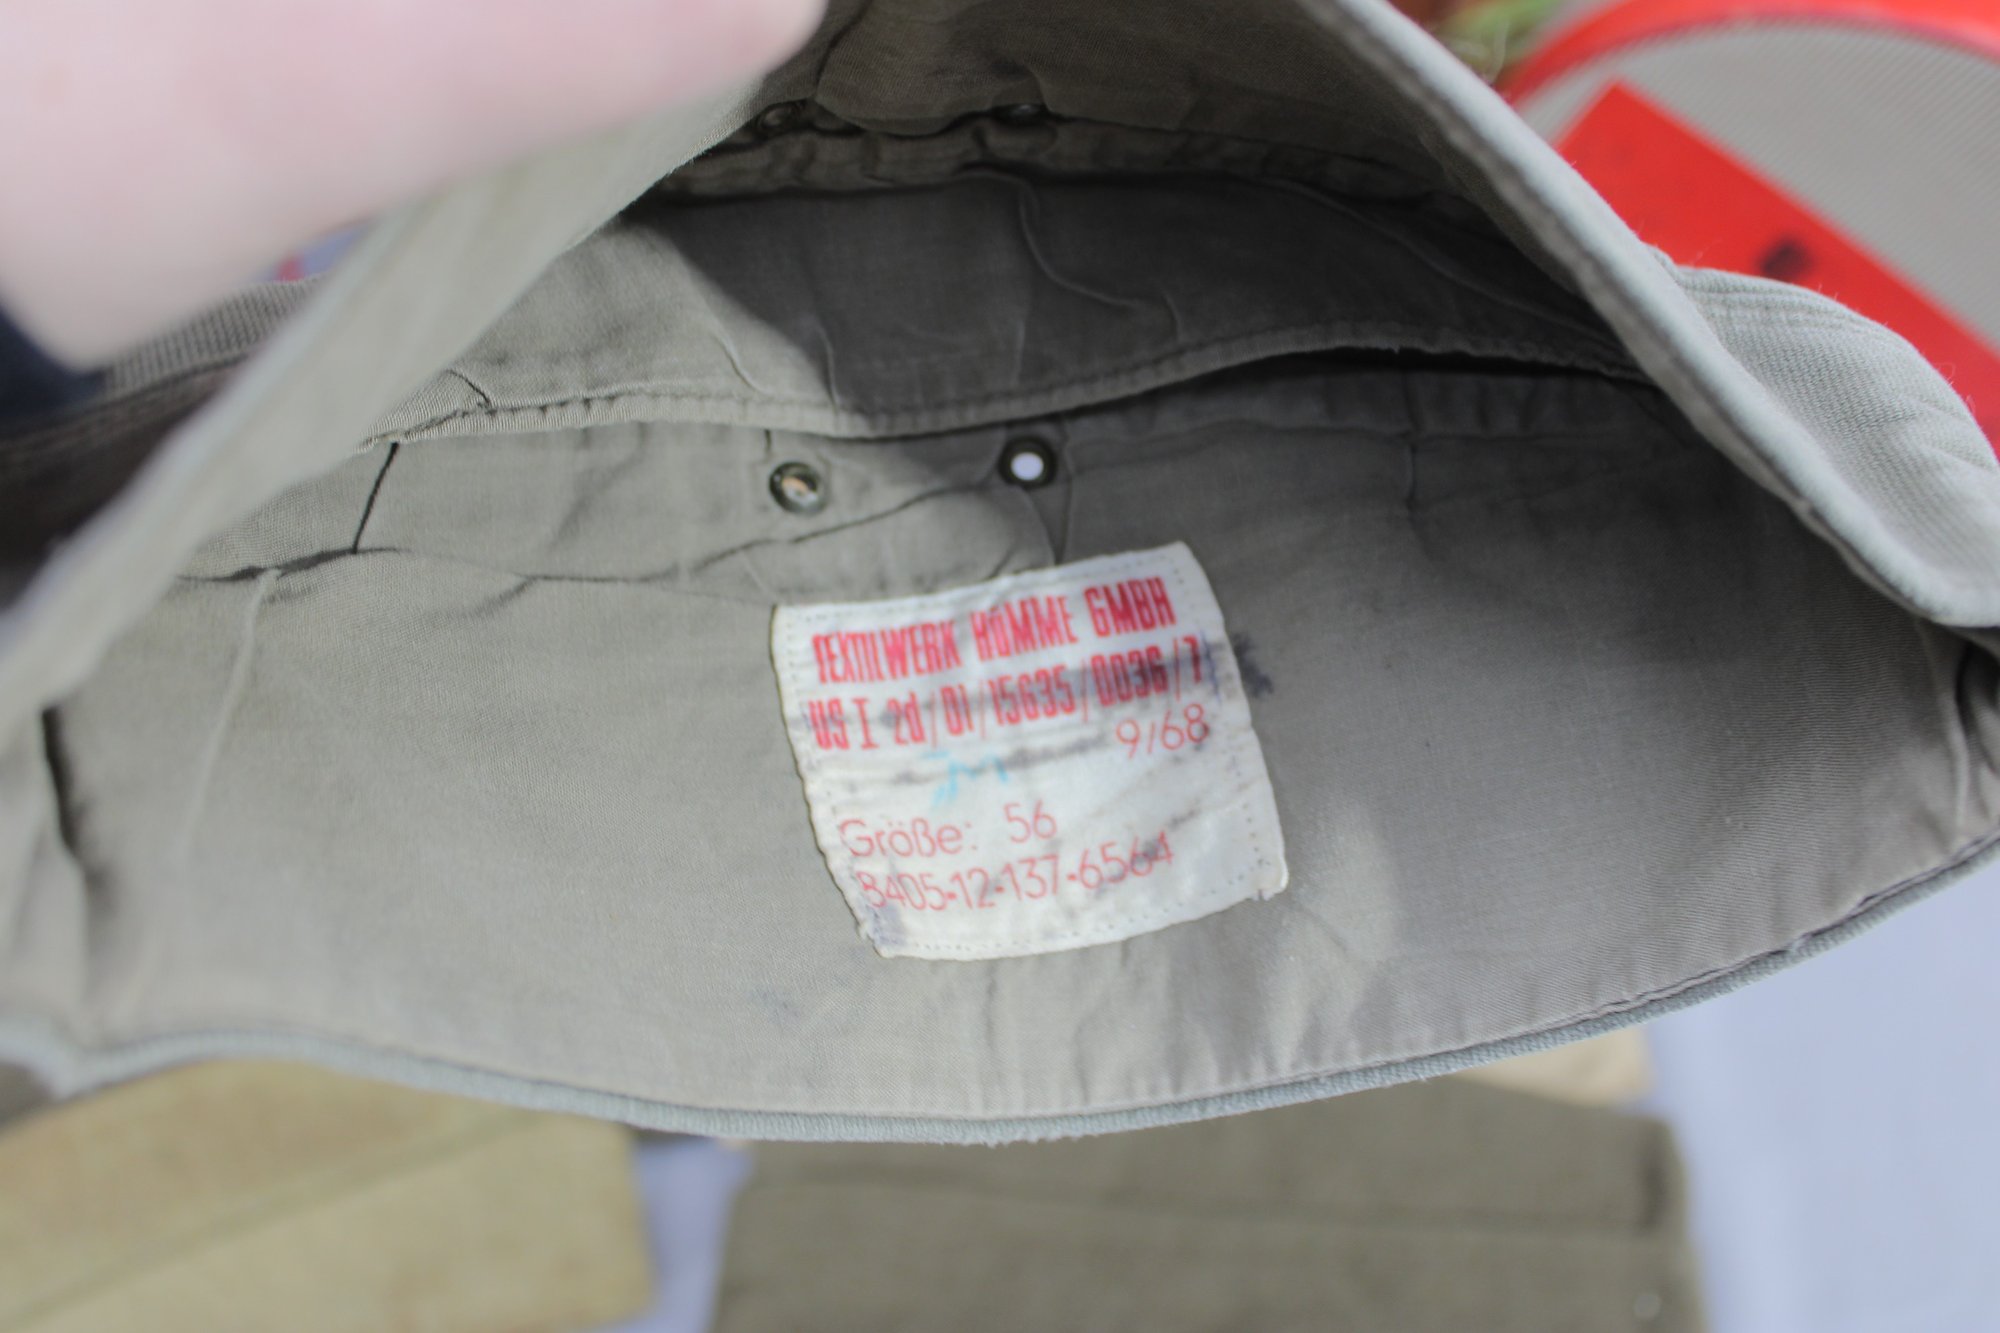 TEXTILWERK HÖMME GMBH
US I 2d/01/15635/0036/7
9/68
Größe: 56
8405-12-137-6564